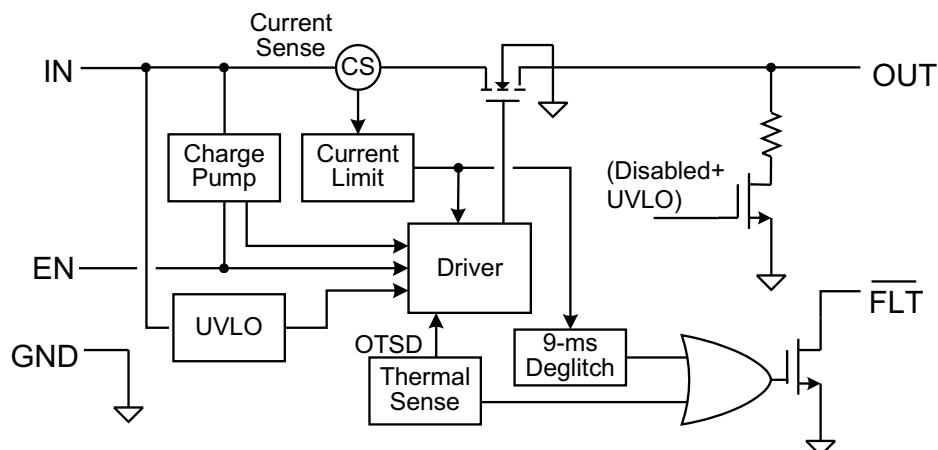 Current
Sense
IN
CS
OUT
Charge
Pump
Current
Limit
(Disabled+
UVLO)
EN
Driver
UVLO
FLT
GND
OTSD
9-ms
Deglitch
Thermal
Sense